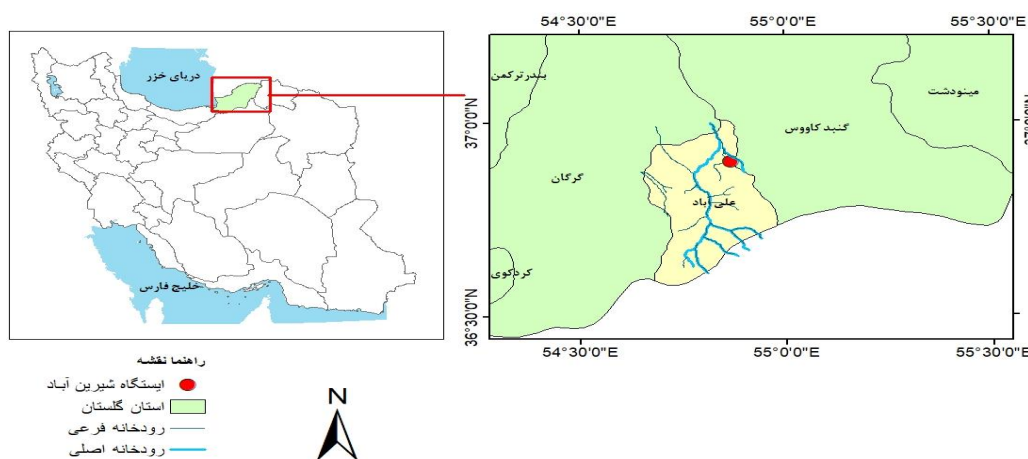 دریای خزر
خلیج فارس
54°30'0"E
55°0'0"E
55°30'0"E
37°0'0"N
36°30'0"N
بندرترکمن
مینودشت
گنبد کاووس
گرگان
علی آباد
کردکوی
54°30'0"E
55°0'0"E
55°30'0"E
راهنما نقشه
ایستگاه شیرین آباد
استان گلستان
رودخانه فرعی
رودخانه اصلی
N